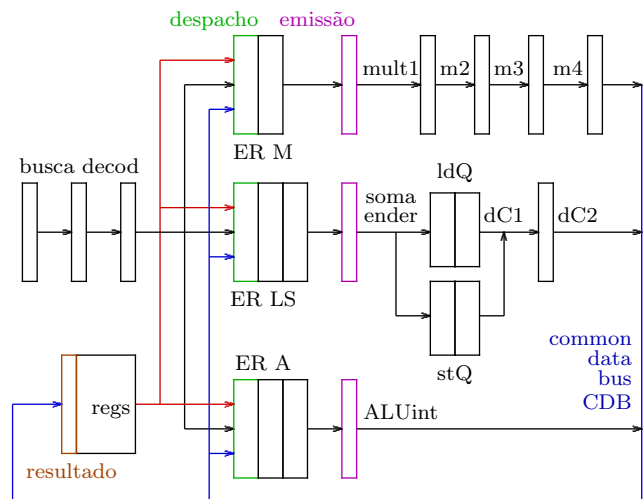 despacho emissão
mult1 m2 m3 m4
ER M
busca decod
ldQ
soma
ender
dC1 dC2
ER LS
stQ
common
data
bus
CDB
ER A
regs
ALUint
resultado